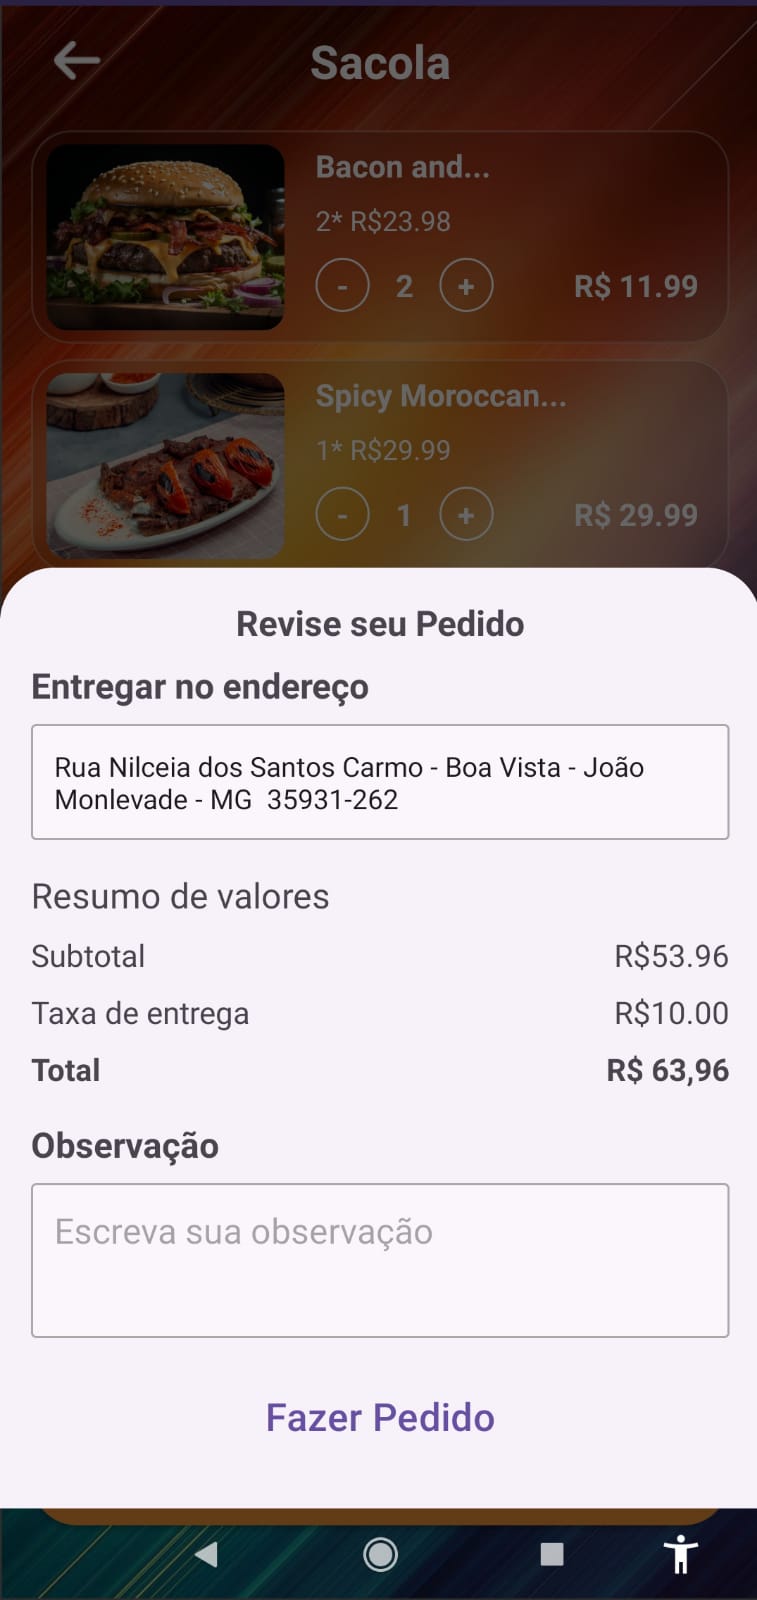 Sacola
Bacon and...
2* R$23.98
- 2 + R$ 11.99
Spicy Moroccan...
1* R$29.99
- 1 + R$ 29.99
Revise seu Pedido
Entregar no endereço
Rua Nilceia dos Santos Carmo - Boa Vista - João
Monlevade - MG  35931-262
Resumo de valores
Subtotal R$53.96
Taxa de entrega R$10.00
Total R$ 63,96
Observação
Escreva sua observação
Fazer Pedido